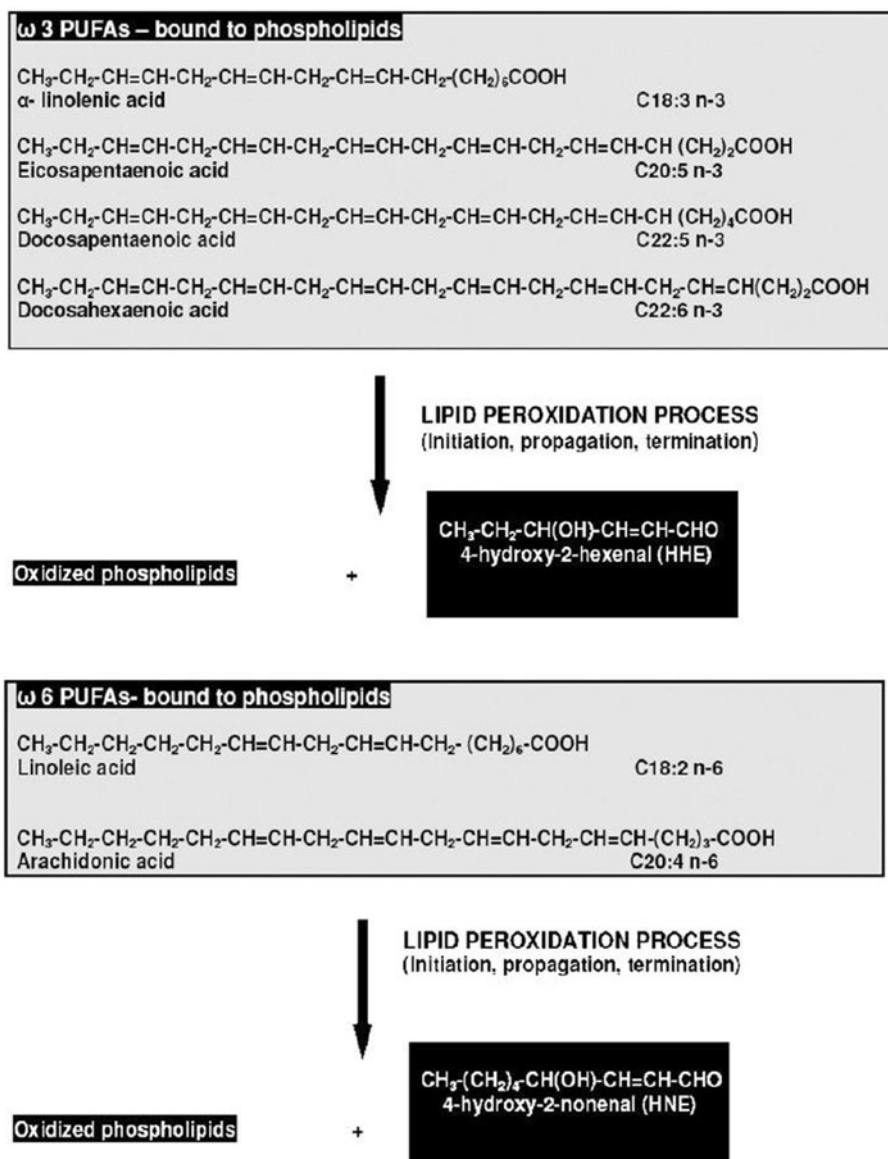 ω 3 PUFAs – bound to phospholipids
CH₃-CH₂-CH=CH-CH₂-CH=CH-CH₂-CH=CH-CH₂-(CH₂)₆COOH
α- linolenic acid C18:3 n-3
CH₃-CH₂-CH=CH-CH₂-CH=CH-CH₂-CH=CH-CH₂-CH=CH-CH₂-CH=CH-CH (CH₂)₂COOH
Eicosapentaenoic acid C20:5 n-3
CH₃-CH₂-CH=CH-CH₂-CH=CH-CH₂-CH=CH-CH₂-CH=CH-CH₂-CH=CH-CH (CH₂)₄COOH
Docosapentaenoic acid C22:5 n-3
CH₃-CH₂-CH=CH-CH₂-CH=CH-CH₂-CH=CH-CH₂-CH=CH-CH₂-CH=CH-CH₂-CH=CH(CH₂)₂COOH
Docosahexaenoic acid C22:6 n-3
LIPID PEROXIDATION PROCESS
(Initiation, propagation, termination)
CH₃-CH₂-CH(OH)-CH=CH-CHO
4-hydroxy-2-hexenal (HHE)
Oxidized phospholipids +
ω 6 PUFAs- bound to phospholipids
CH₃-CH₂-CH₂-CH₂-CH₂-CH=CH-CH₂-CH=CH-CH₂- (CH₂)₆-COOH
Linoleic acid C18:2 n-6
CH₃-CH₂-CH₂-CH₂-CH₂-CH=CH-CH₂-CH=CH-CH₂-CH=CH-CH₂-CH=CH-(CH₂)₃-COOH
Arachidonic acid C20:4 n-6
LIPID PEROXIDATION PROCESS
(Initiation, propagation, termination)
CH₃-(CH₂)₄-CH(OH)-CH=CH-CHO
4-hydroxy-2-nonenal (HNE)
Oxidized phospholipids +